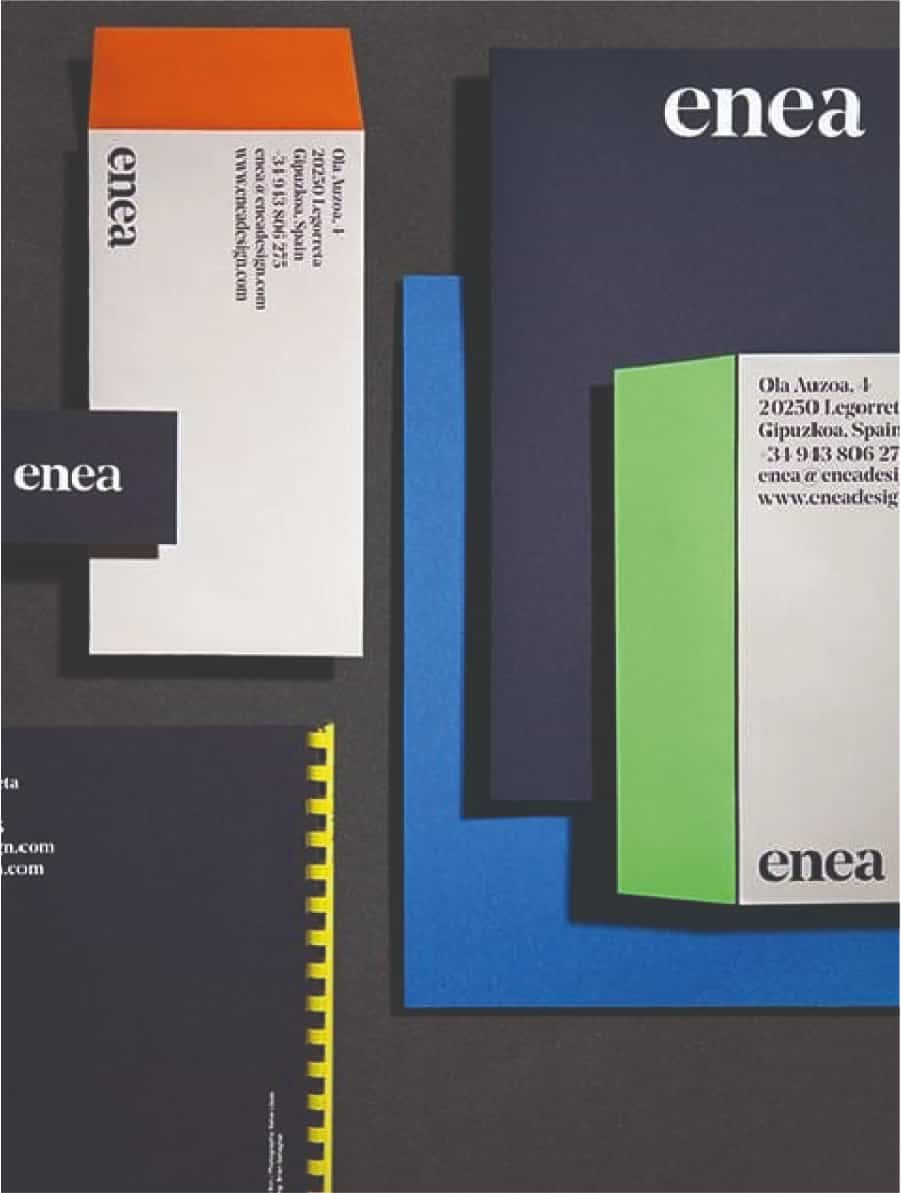 enea
Ola Auzoa, 4
20250 Legorreta
Gipuzkoa, Spain
+34 943 806 275
enea@eneadesign.com
www.eneadesign.com
enea
enea
Ola Auzoa, 4
20250 Legorret
Gipuzkoa, Spain
+34 943 806 27
enea@eneadesi
www.eneadesig
enea
eta
gn.com
n.com